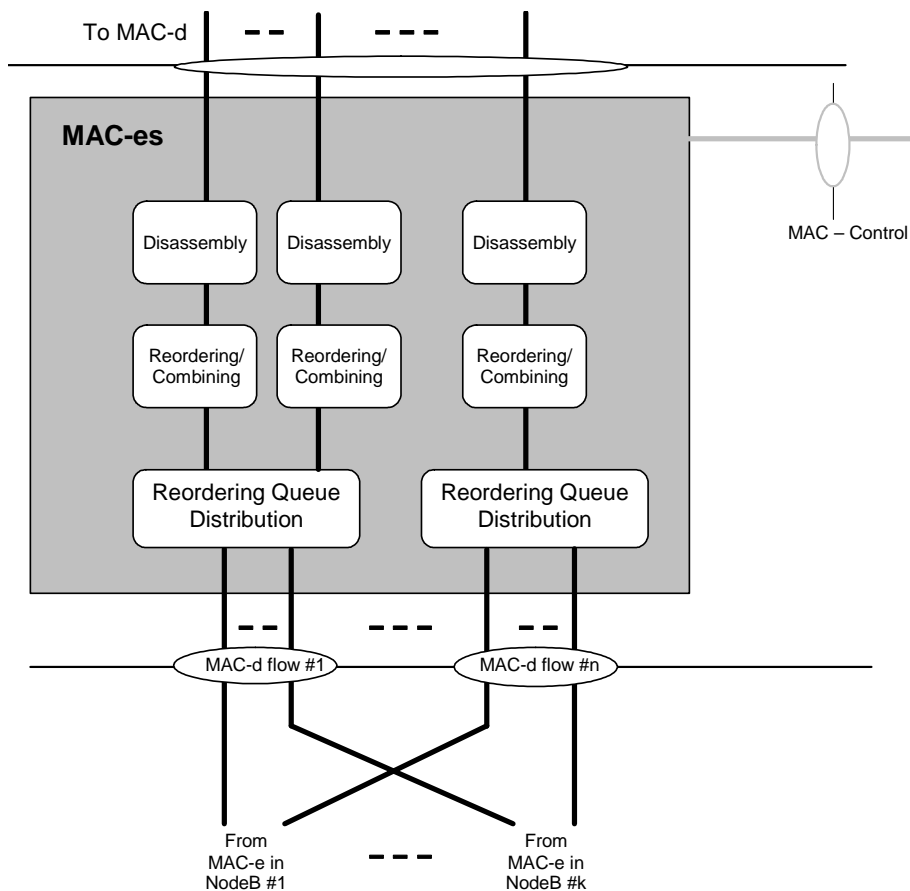 To MAC-d
MAC-es
MAC – Control
Disassembly
Disassembly
Disassembly
Reordering/
Combining
Reordering/
Combining
Reordering/
Combining
Reordering Queue
Distribution
Reordering Queue
Distribution
MAC-d flow #1
MAC-d flow #n
From
MAC-e in
NodeB #1
From
MAC-e in
NodeB #k